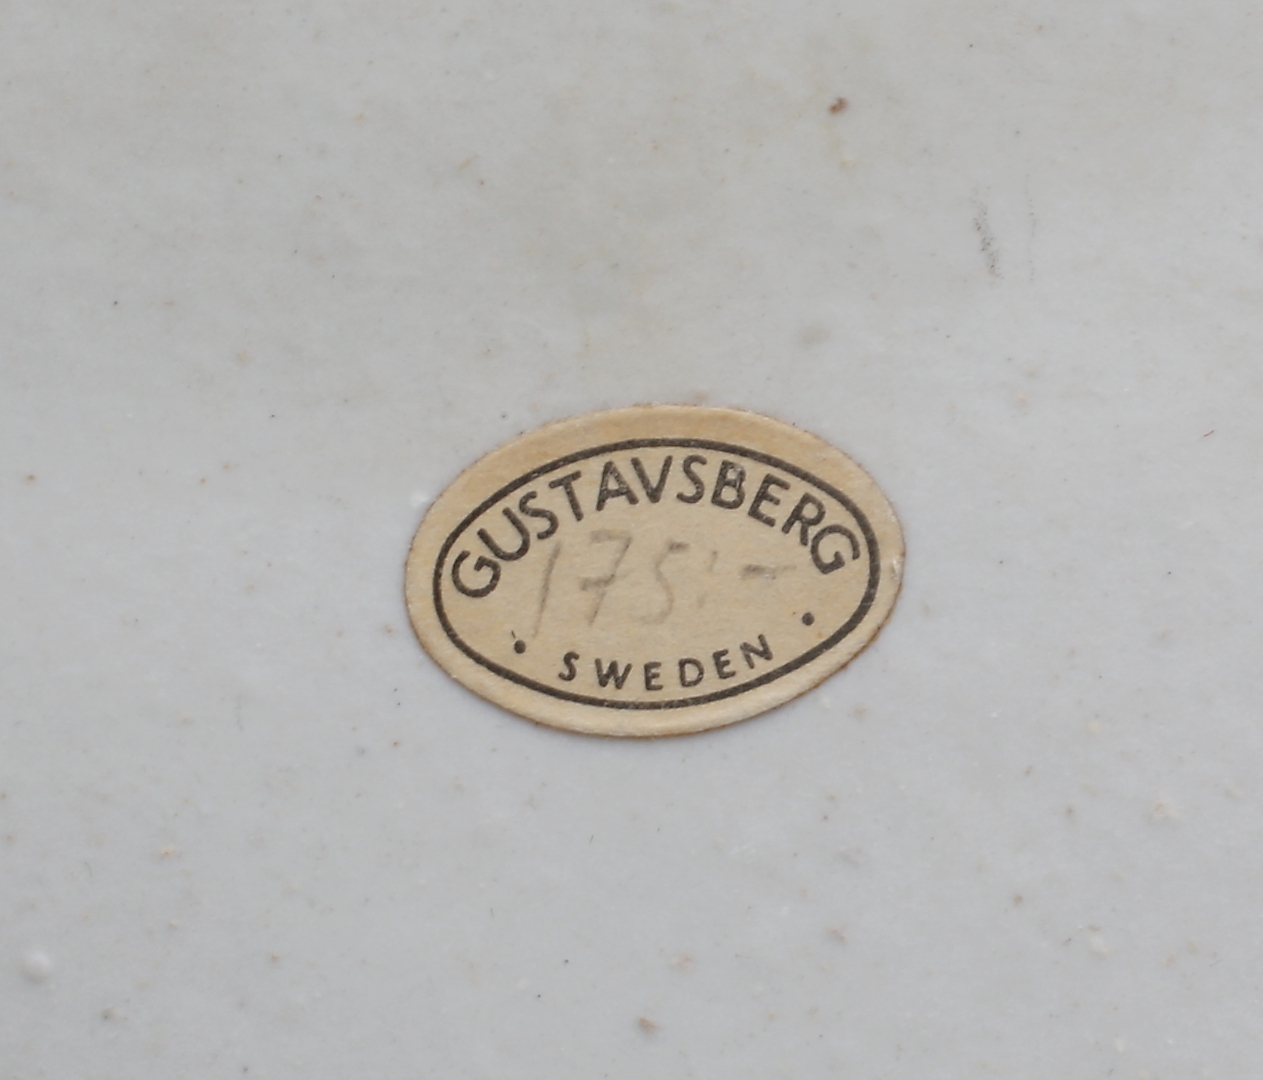 GUSTAVSBERG
175:-
• SWEDEN •